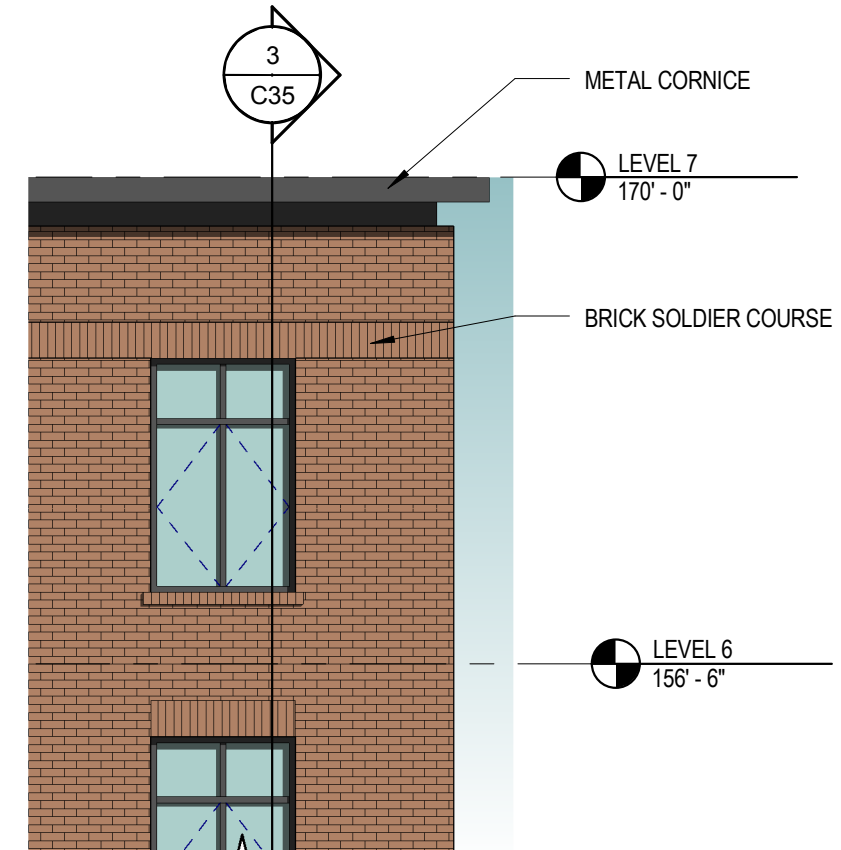 3
C35
METAL CORNICE
LEVEL 7
170' - 0"
BRICK SOLDIER COURSE
LEVEL 6
156' - 6"